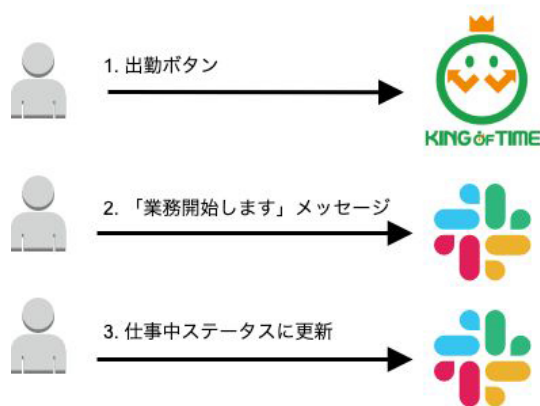 1. 出勤ボタン
KING OF TIME
2. 「業務開始します」メッセージ
3. 仕事中ステータスに更新